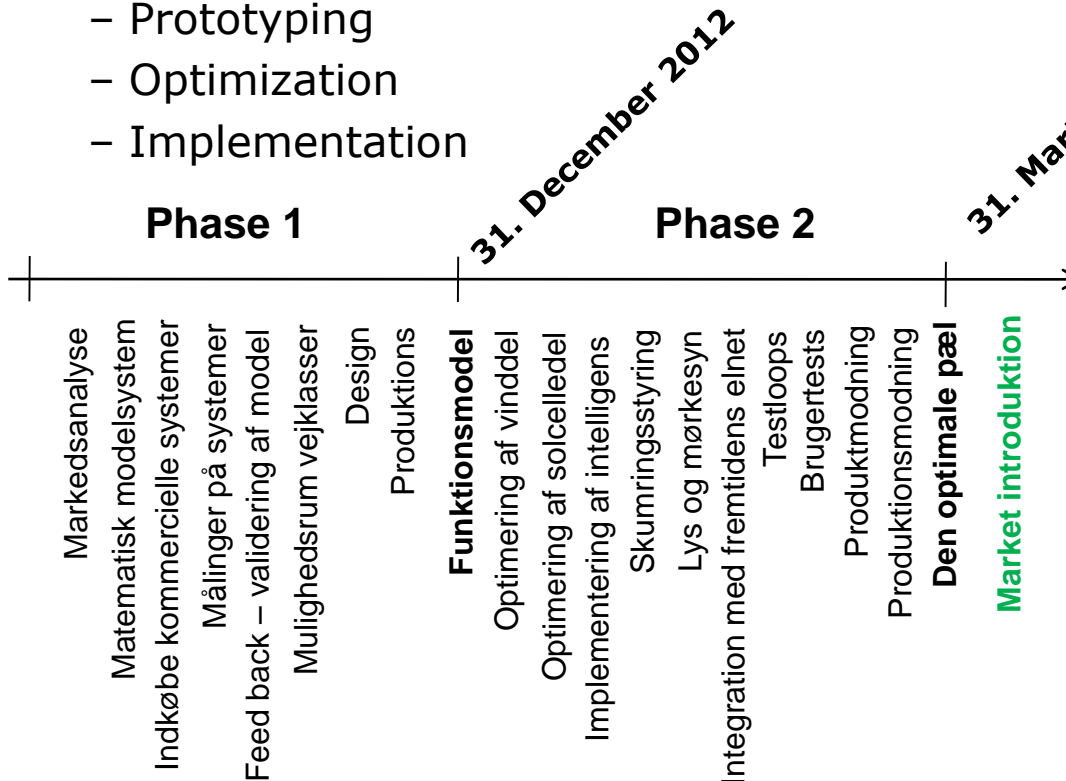 – Prototyping
– Optimization
– Implementation
31. December 2012
31. Mar
Phase 1
Phase 2
Markedsanalyse
Matematisk modelsystem
Indkøbe kommercielle systemer
Målinger på systemer
Feed back – validering af model
Mulighedsrum vejklasser
Design
Produktions
Funktionsmodel
Optimering af vinddel
Optimering af solcelledel
Implementering af intelligens
Skumringsstyring
Lys og mørkesyn
Integration med fremtidens elnet
Testloops
Brugertests
Produktmodning
Produktionsmodning
Den optimale pæl
Market introduktion